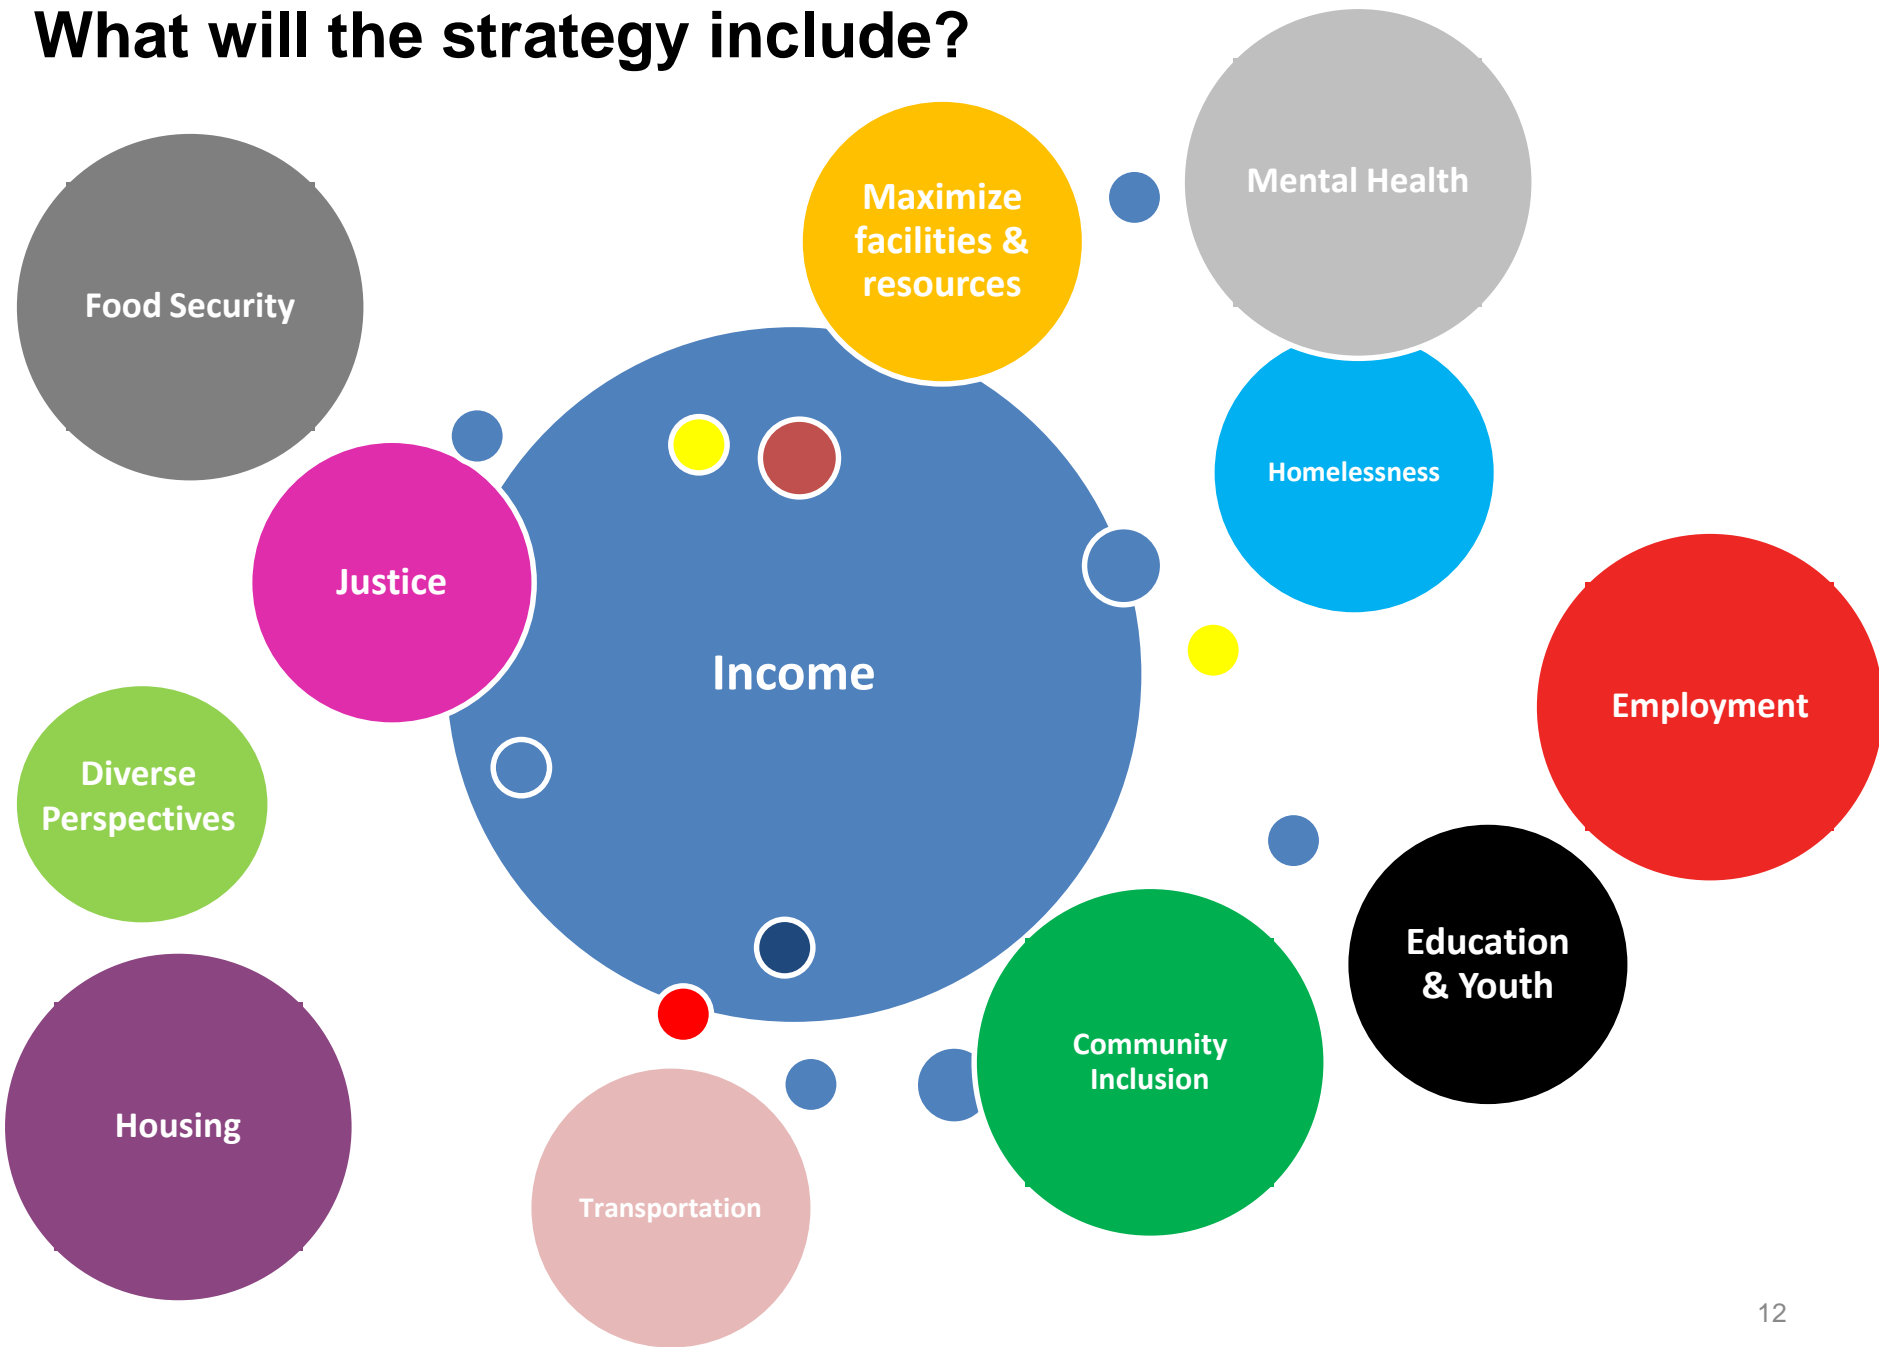 What will the strategy include?
Maximize
facilities &
resources
Mental Health
Food Security
Homelessness
Justice
Income
Employment
Diverse
Perspectives
Education
& Youth
Community
Inclusion
Housing
Transportation
12